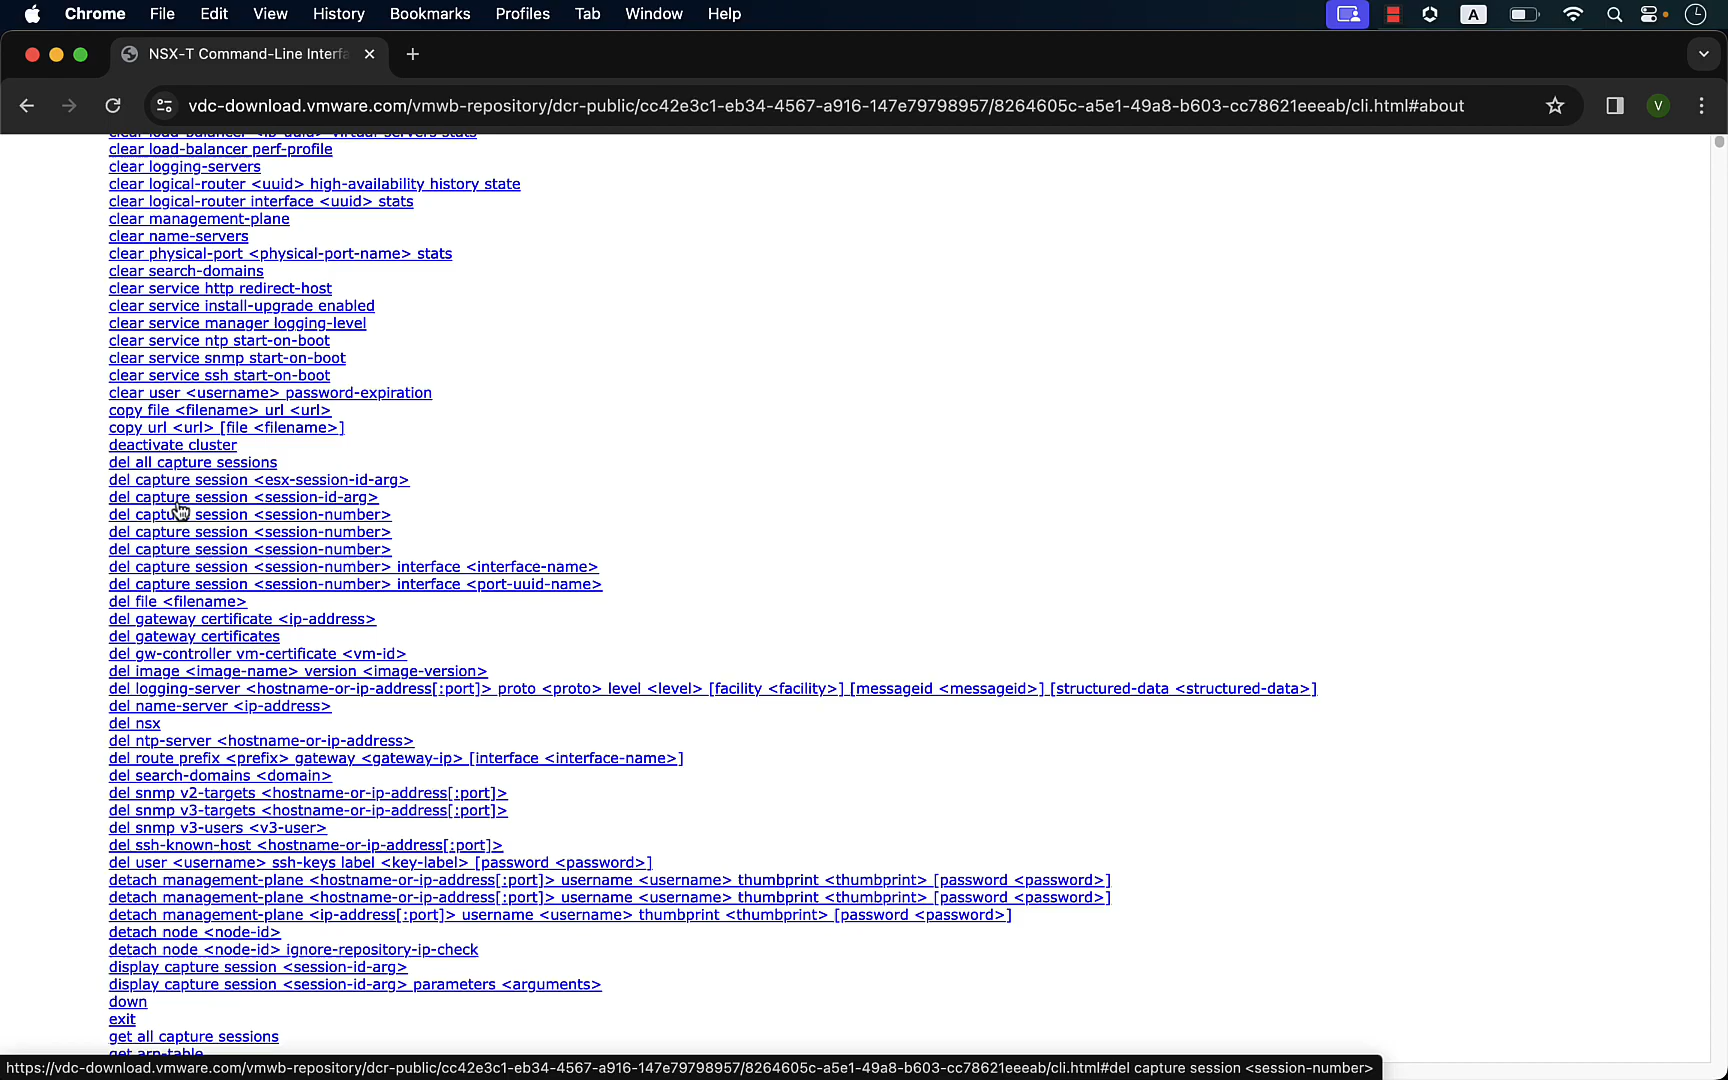 Chrome File Edit View History Bookmarks Profiles Tab Window Help A
NSX-T Command-Line Interfa
vdc-download.vmware.com/vmwb-repository/dcr-public/cc42e3c1-eb34-4567-a916-147e79798957/8264605c-a5e1-49a8-b603-cc78621eeeab/cli.html#about V
clear load-balancer <lb-uuid> virtual-servers stats
clear load-balancer perf-profile
clear logging-servers
clear logical-router <uuid> high-availability history state
clear logical-router interface <uuid> stats
clear management-plane
clear name-servers
clear physical-port <physical-port-name> stats
clear search-domains
clear service http redirect-host
clear service install-upgrade enabled
clear service manager logging-level
clear service ntp start-on-boot
clear service snmp start-on-boot
clear service ssh start-on-boot
clear user <username> password-expiration
copy file <filename> url <url>
copy url <url> [file <filename>]
deactivate cluster
del all capture sessions
del capture session <esx-session-id-arg>
del capture session <session-id-arg>
del capture session <session-number>
del capture session <session-number>
del capture session <session-number>
del capture session <session-number> interface <interface-name>
del capture session <session-number> interface <port-uuid-name>
del file <filename>
del gateway certificate <ip-address>
del gateway certificates
del gw-controller vm-certificate <vm-id>
del image <image-name> version <image-version>
del logging-server <hostname-or-ip-address[:port]> proto <proto> level <level> [facility <facility>] [messageid <messageid>] [structured-data <structured-data>]
del name-server <ip-address>
del nsx
del ntp-server <hostname-or-ip-address>
del route prefix <prefix> gateway <gateway-ip> [interface <interface-name>]
del search-domains <domain>
del snmp v2-targets <hostname-or-ip-address[:port]>
del snmp v3-targets <hostname-or-ip-address[:port]>
del snmp v3-users <v3-user>
del ssh-known-host <hostname-or-ip-address[:port]>
del user <username> ssh-keys label <key-label> [password <password>]
detach management-plane <hostname-or-ip-address[:port]> username <username> thumbprint <thumbprint> [password <password>]
detach management-plane <hostname-or-ip-address[:port]> username <username> thumbprint <thumbprint> [password <password>]
detach management-plane <ip-address[:port]> username <username> thumbprint <thumbprint> [password <password>]
detach node <node-id>
detach node <node-id> ignore-repository-ip-check
display capture session <session-id-arg>
display capture session <session-id-arg> parameters <arguments>
down
exit
get all capture sessions
get arp-table
https://vdc-download.vmware.com/vmwb-repository/dcr-public/cc42e3c1-eb34-4567-a916-147e79798957/8264605c-a5e1-49a8-b603-cc78621eeeab/cli.html#del capture session <session-number>